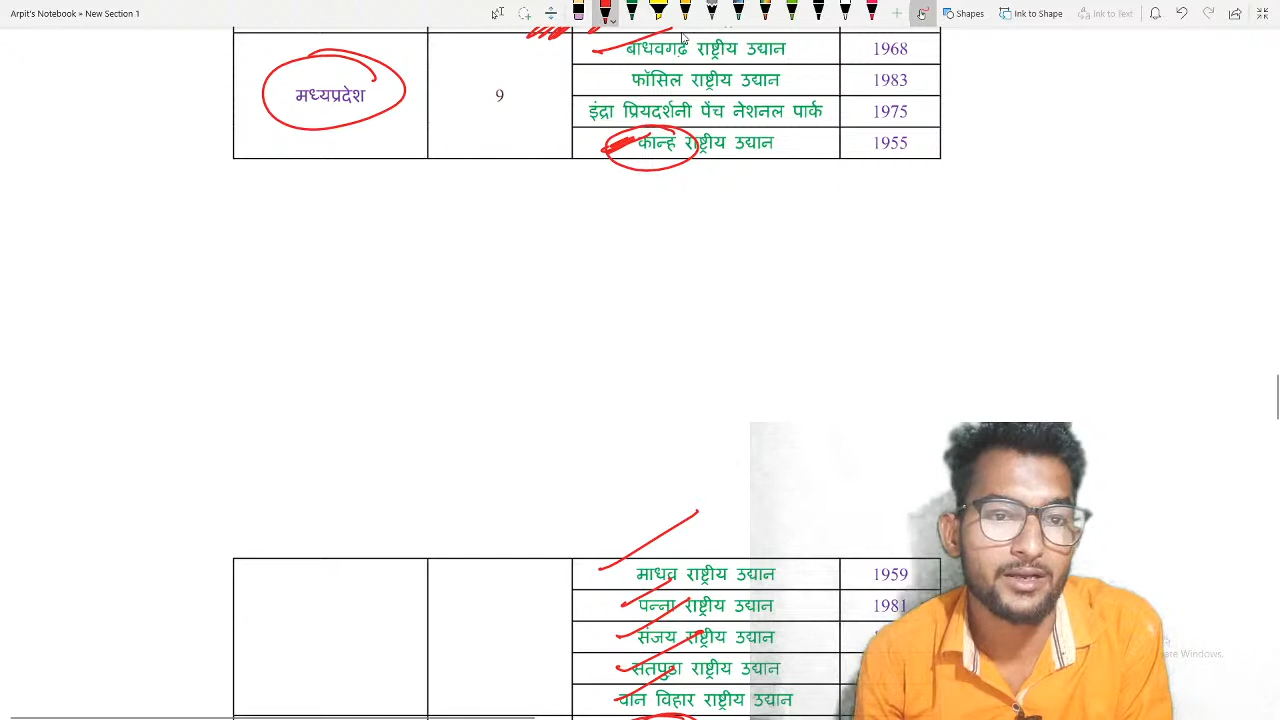 Arpit's Notebook » New Section 1
Shapes
Ink to Shape
Ink to Text
मध्यप्रदेश
9
बांधवगढ़ राष्ट्रीय उद्यान
1968
फॉसिल राष्ट्रीय उद्यान
1983
इंद्रा प्रियदर्शनी पेंच नेशनल पार्क
1975
कान्ह राष्ट्रीय उद्यान
1955
माधव राष्ट्रीय उद्यान
1959
पन्ना राष्ट्रीय उद्यान
1981
संजय राष्ट्रीय उद्यान
सतपुडा राष्ट्रीय उद्यान
वान विहार राष्ट्रीय उद्यान
Windows.